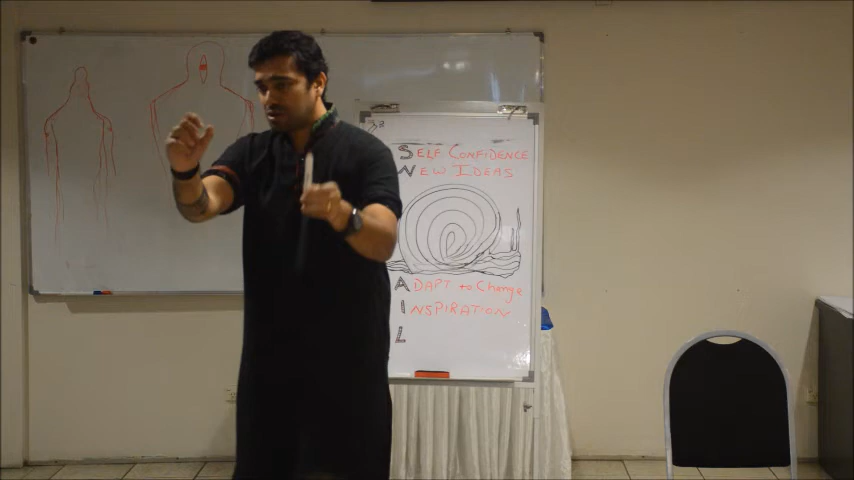 SELF CONFIDENCE
NEW IDEAS
ADAPT to Change
INSPIRATION
L